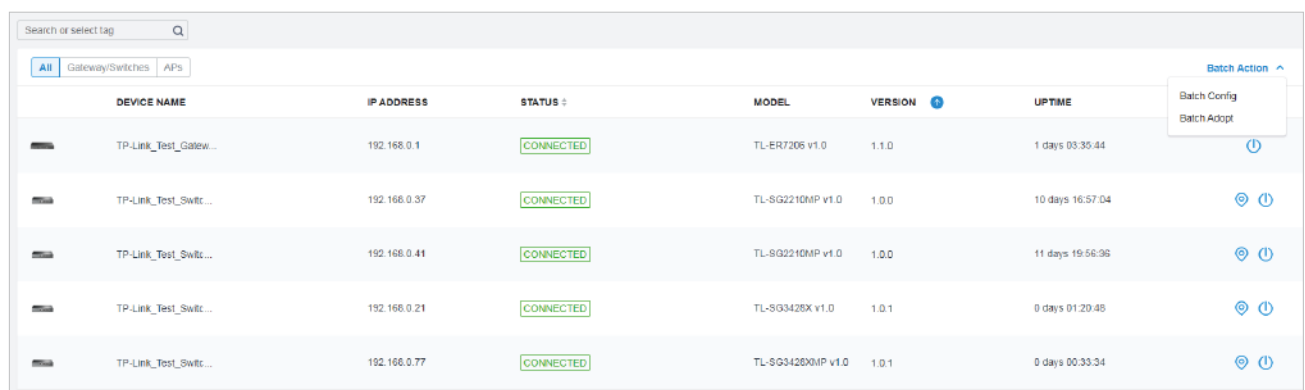 Search or select tag
All Gateway/Switches APs Batch Action
Batch Config
Batch Adopt
DEVICE NAME IP ADDRESS STATUS MODEL VERSION UPTIME
TP-Link_Test_Gatew... 192.168.0.1 CONNECTED TL-ER7206 v1.0 1.1.0 1 days 03:35:44
TP-Link_Test_Switc... 192.168.0.37 CONNECTED TL-SG2210MP v1.0 1.0.0 10 days 16:57:04
TP-Link_Test_Switc... 192.168.0.41 CONNECTED TL-SG2210MP v1.0 1.0.0 11 days 19:56:36
TP-Link_Test_Switc... 192.168.0.21 CONNECTED TL-SG3428X v1.0 1.0.1 0 days 01:20:48
TP-Link_Test_Switc... 192.168.0.77 CONNECTED TL-SG3428XMP v1.0 1.0.1 0 days 00:33:34